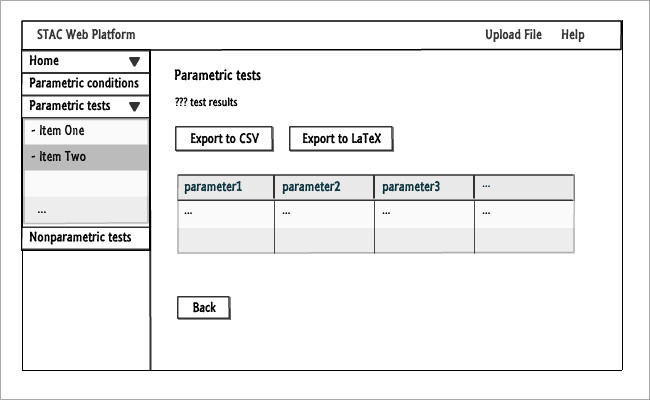 STAC Web Platform Upload File Help
Home
Parametric conditions
Parametric tests
- Item One
- Item Two
...
Nonparametric tests
Parametric tests
??? test results
Export to CSV Export to LaTeX
parameter1 parameter2 parameter3 ...
... ... ... ...
Back